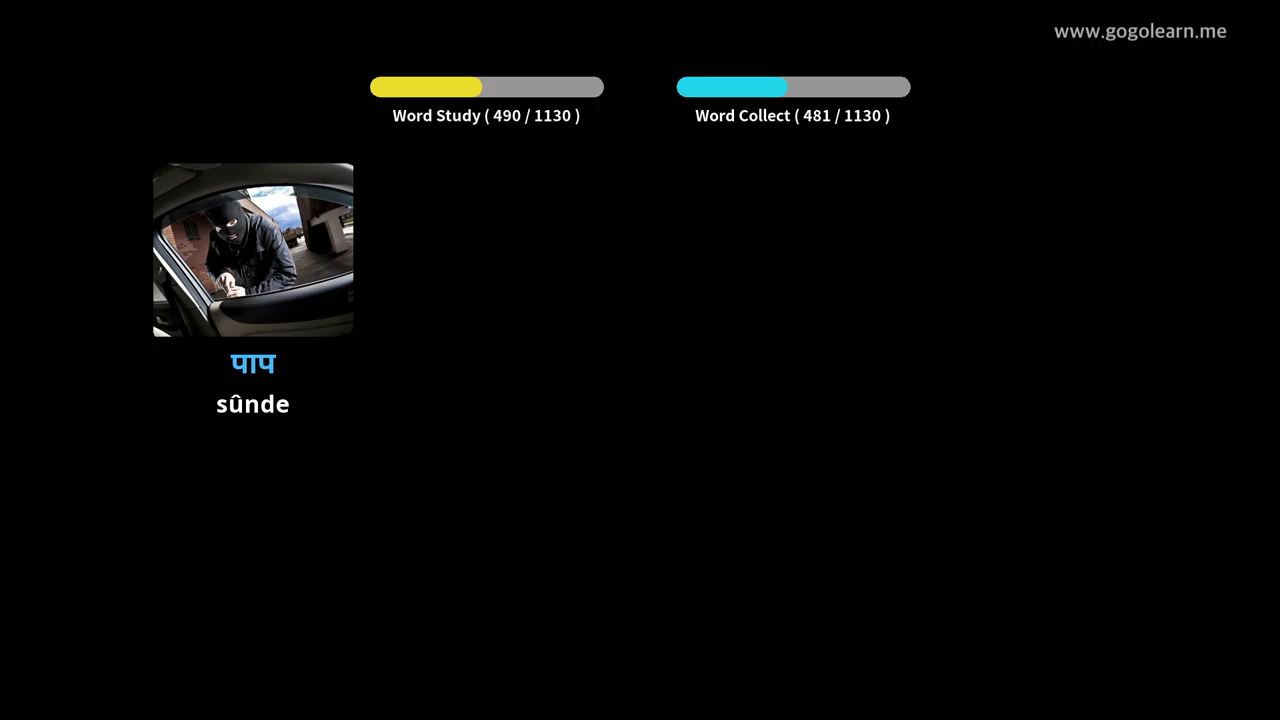 www.gogolearn.me
Word Study ( 490 / 1130 )
Word Collect ( 481 / 1130 )
पाप
sûnde